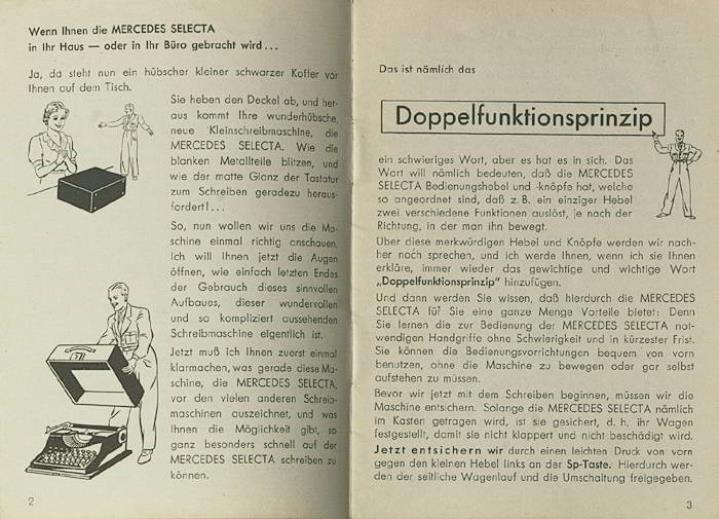 Wenn Ihnen die MERCEDES SELECTA
in Ihr Haus — oder in Ihr Büro gebracht wird ...
Ja, da steht nun ein hübscher kleiner schwarzer Koffer vor
Ihnen auf dem Tisch.
Sie heben den Deckel ab, und her-
aus kommt Ihre wunderhübsche,
neue Kleinschreibmaschine, die
MERCEDES SELECTA. Wie die
blanken Metallteile blitzen, und
wie der matte Glanz der Tastatur
zum Schreiben geradezu heraus-
fordert! ...
So, nun wollen wir uns die Ma-
schine einmal richtig anschauen.
Ich will Ihnen jetzt die Augen
öffnen, wie einfach letzten Endes
der Gebrauch dieses sinnvollen
Aufbaues, dieser wundervollen
und so kompliziert aussehenden
Schreibmaschine eigentlich ist.
Jetzt muß ich Ihnen zuerst einmal
klarmachen, was gerade diese Ma-
schine, die MERCEDES SELECTA,
vor den vielen anderen Schreib-
maschinen auszeichnet, und was
Ihnen die Möglichkeit gibt, so
ganz besonders schnell auf der
MERCEDES SELECTA schreiben zu
können.
2
Das ist nämlich das
Doppelfunktionsprinzip
ein schwieriges Wort, aber es hat es in sich. Das
Wort will nämlich bedeuten, daß die MERCEDES
SELECTA Bedienungshebel und -knöpfe hat, welche
so angeordnet sind, daß z. B. ein einziger Hebel
zwei verschiedene Funktionen auslöst, je nach der
Richtung, in der man ihn bewegt.
Über diese merkwürdigen Hebel und Knöpfe werden wir nach-
her noch sprechen, und ich werde Ihnen, wenn ich sie Ihnen
erkläre, immer wieder das gewichtige und wichtige Wort
„Doppelfunktionsprinzip" hinzufügen.
Und dann werden Sie wissen, daß hierdurch die MERCEDES
SELECTA für Sie eine ganze Menge Vorteile bietet: Denn
Sie lernen die zur Bedienung der MERCEDES SELECTA not-
wendigen Handgriffe ohne Schwierigkeit und in kürzester Frist.
Sie können die Bedienungsvorrichtungen bequem von vorn
benutzen, ohne die Maschine zu bewegen oder gar selbst
aufstehen zu müssen.
Bevor wir jetzt mit dem Schreiben beginnen, müssen wir die
Maschine entsichern. Solange die MERCEDES SELECTA nämlich
im Kasten getragen wird, ist sie gesichert, d. h. ihr Wagen
festgestellt, damit sie nicht klappert und nicht beschädigt wird.
Jetzt entsichern wir durch einen leichten Druck von vorn
gegen den kleinen Hebel links an der Sp-Taste. Hierdurch wer-
den der seitliche Wagenlauf und die Umschaltung freigegeben.
3